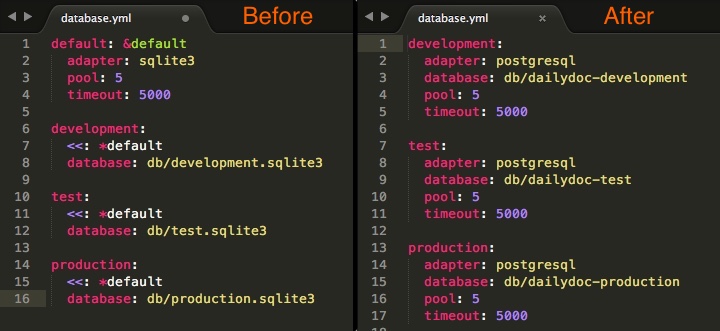 database.yml
Before
1 default: &default
2   adapter: sqlite3
3   pool: 5
4   timeout: 5000
5
6 development:
7   <<: *default
8   database: db/development.sqlite3
9
10 test:
11   <<: *default
12   database: db/test.sqlite3
13
14 production:
15   <<: *default
16   database: db/production.sqlite3
database.yml ×
After
1 development:
2   adapter: postgresql
3   database: db/dailydoc-development
4   pool: 5
5   timeout: 5000
6
7 test:
8   adapter: postgresql
9   database: db/dailydoc-test
10   pool: 5
11   timeout: 5000
12
13 production:
14   adapter: postgresql
15   database: db/dailydoc-production
16   pool: 5
17   timeout: 5000